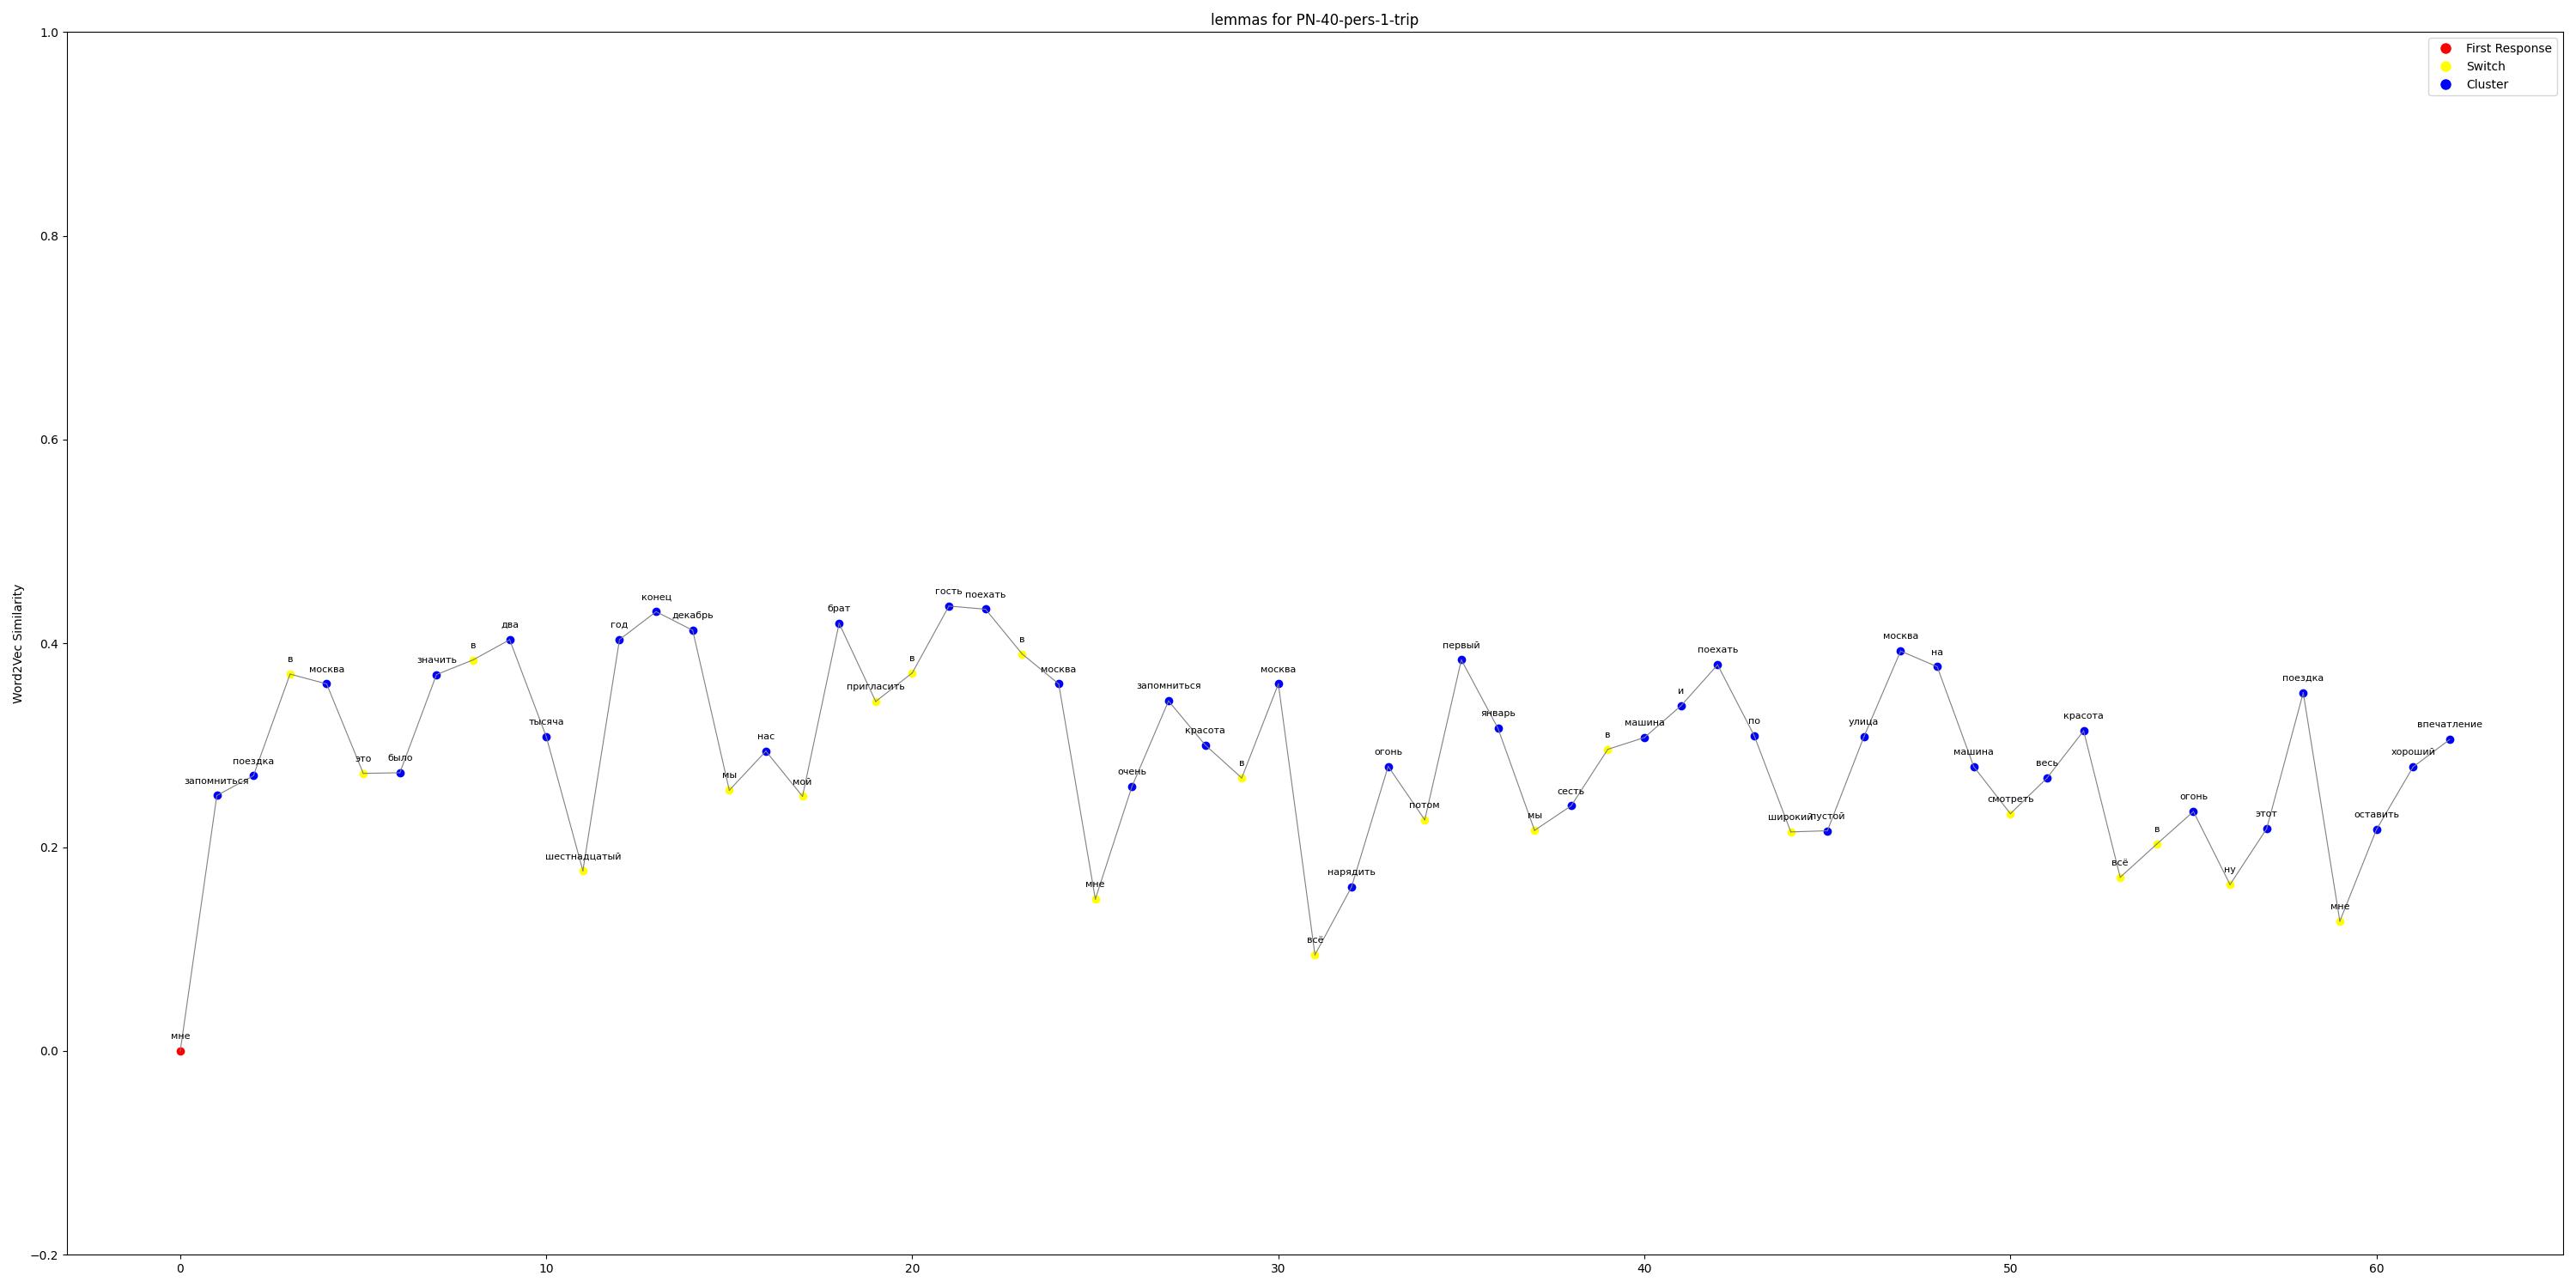 lemmas for PN-40-pers-1-trip
1.0
0.8
0.6
0.4
0.2
0.0
−0.2
Word2Vec Similarity
First Response
Switch
Cluster
мне
запомниться
поездка
в
москва
это
было
значить
в
два
тысяча
шестнадцатый
год
конец
декабрь
мы
нас
мой
брат
пригласить
в
гость
поехать
в
москва
мне
очень
запомниться
красота
в
москва
всё
нарядить
огонь
потом
первый
январь
мы
сесть
в
машина
и
поехать
по
широкий
пустой
улица
москва
на
машина
смотреть
весь
красота
всё
в
огонь
ну
этот
поездка
мне
оставить
хороший
впечатление
0
10
20
30
40
50
60